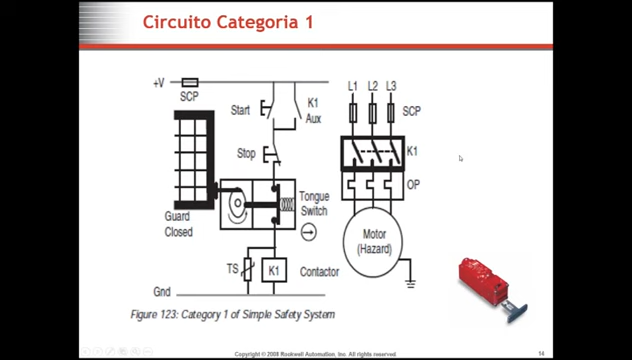 Circuito Categoria 1
+V
SCP
Start
K1
Aux
Stop
Guard
Closed
Tongue
Switch
TS
K1
Contactor
Gnd
L1 L2 L3
SCP
K1
OP
Motor
(Hazard)
Figure 123: Category 1 of Simple Safety System
Copyright © 2008 Rockwell Automation, Inc. All rights reserved.
14